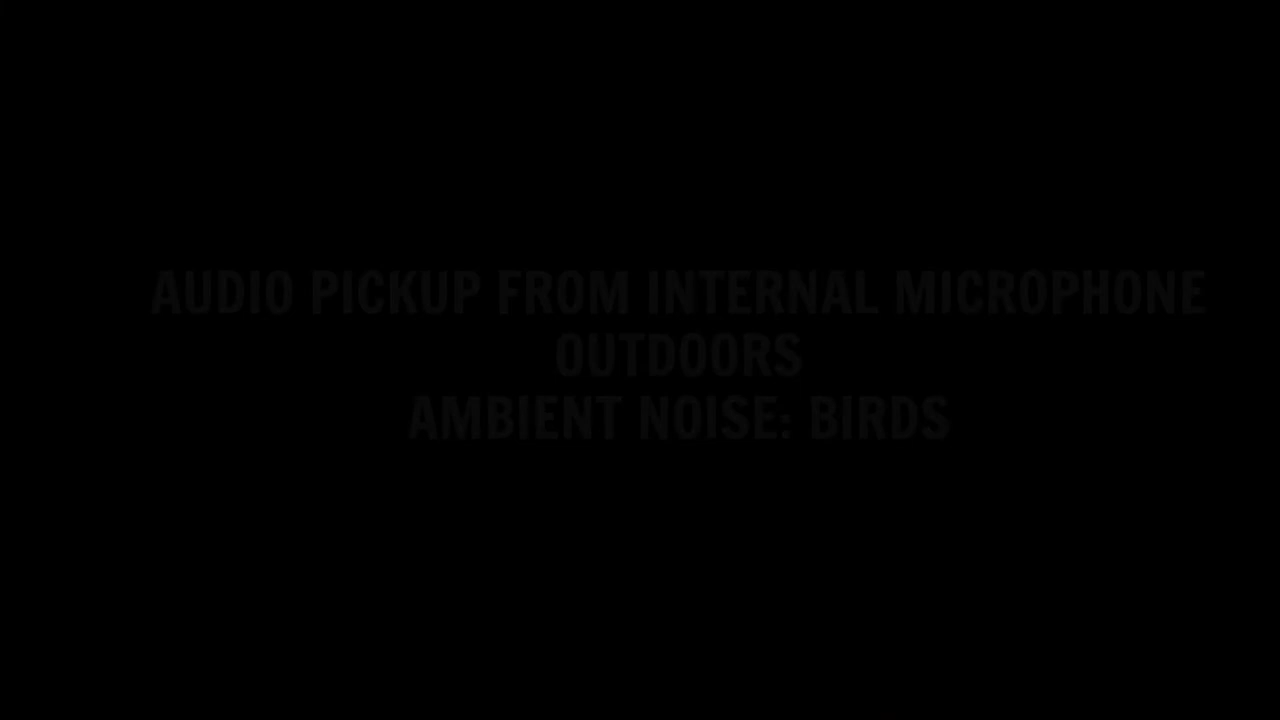 AUDIO PICKUP FROM INTERNAL MICROPHONE
OUTDOORS
AMBIENT NOISE: BIRDS